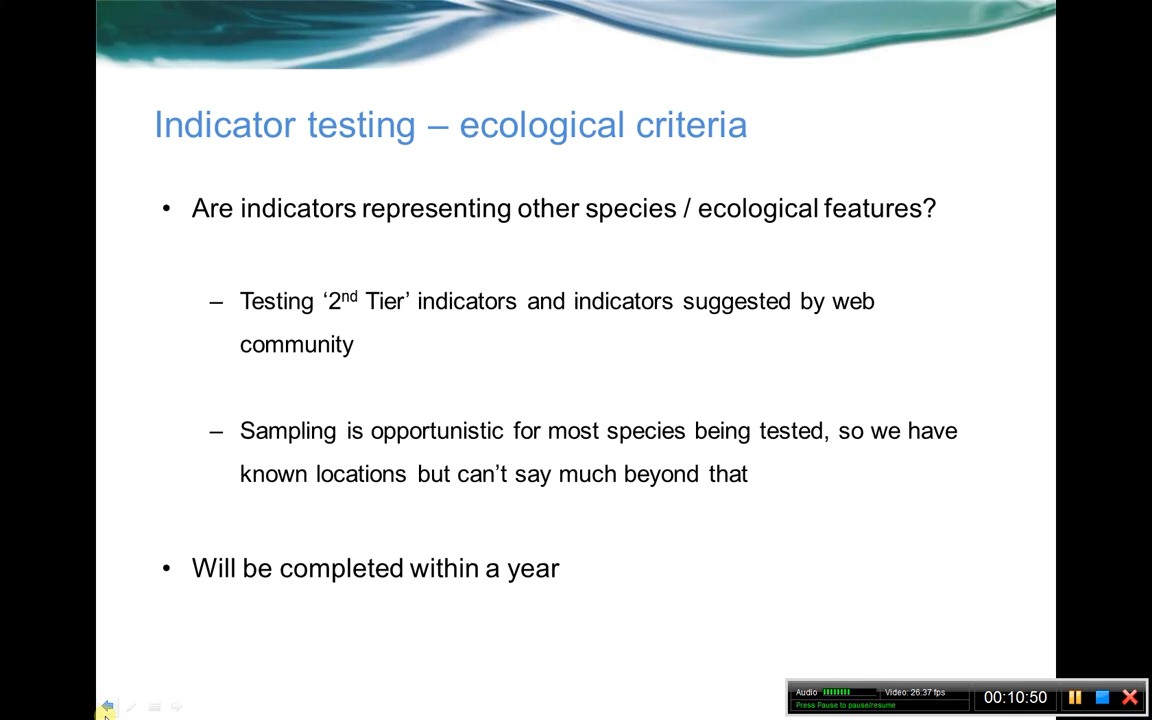 Indicator testing – ecological criteria
• Are indicators representing other species / ecological features?
– Testing ‘2nd Tier’ indicators and indicators suggested by web
community
– Sampling is opportunistic for most species being tested, so we have
known locations but can’t say much beyond that
• Will be completed within a year
Audio Video: 26.37 fps
Press Pause to pause/resume
00:10:50